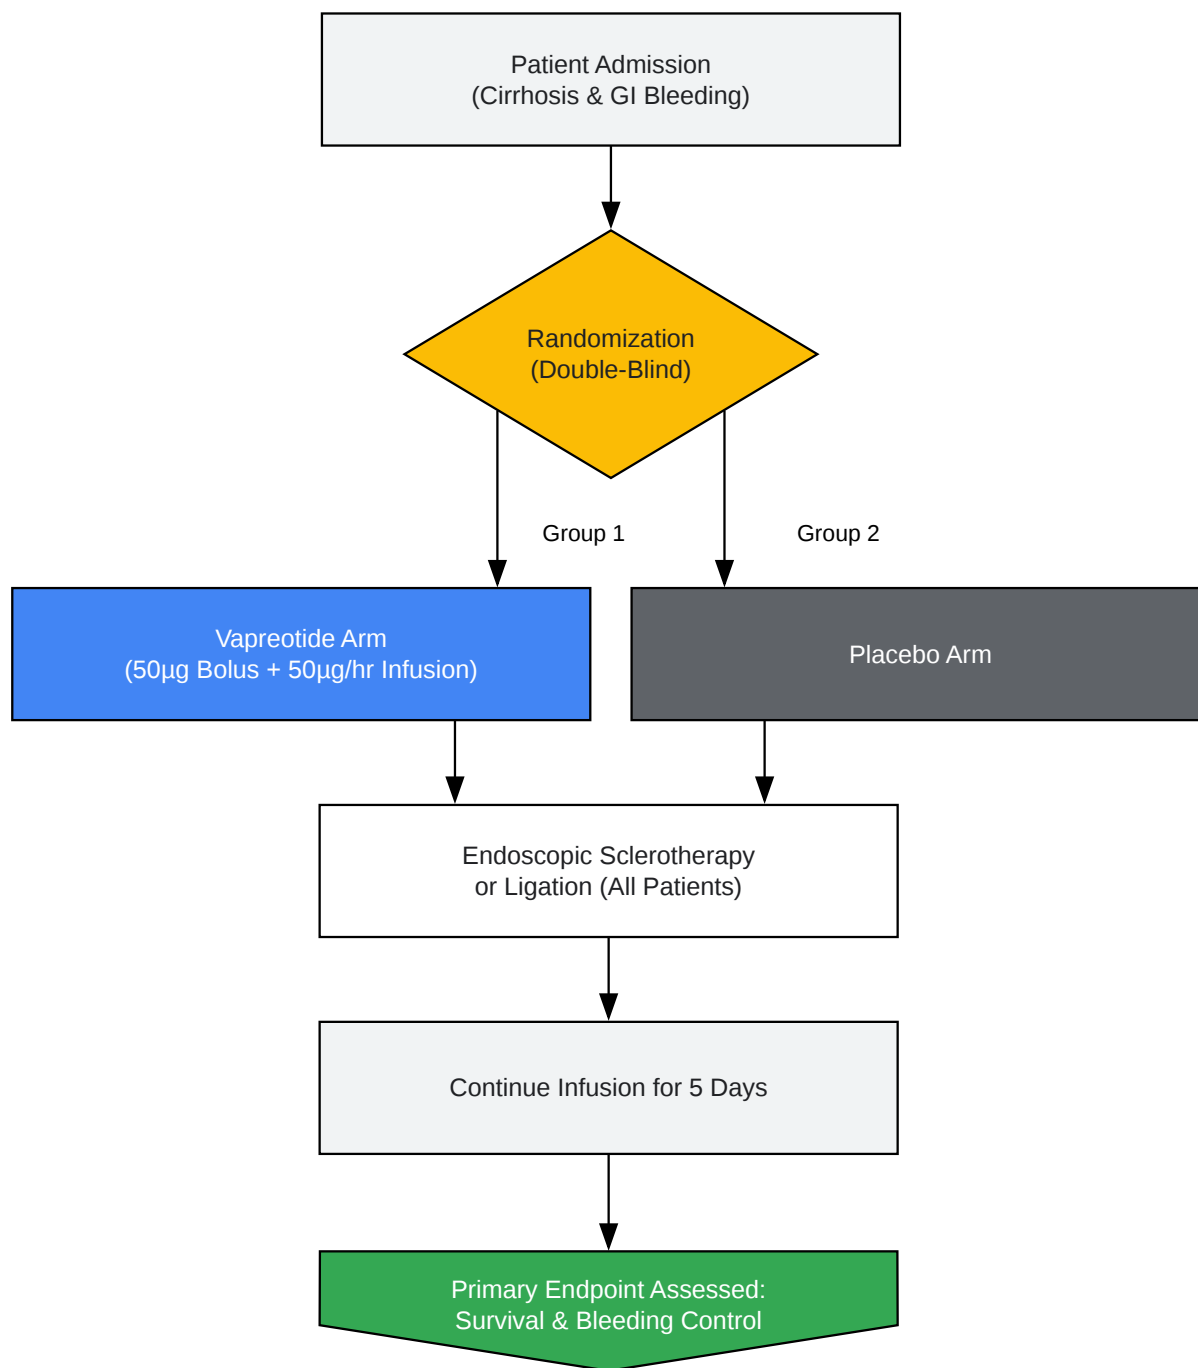 Patient Admission
(Cirrhosis & GI Bleeding)
Randomization
(Double-Blind)
Group 1
Group 2
Vapreotide Arm
(50µg Bolus + 50µg/hr Infusion)
Placebo Arm
Endoscopic Sclerotherapy
or Ligation (All Patients)
Continue Infusion for 5 Days
Primary Endpoint Assessed:
Survival & Bleeding Control